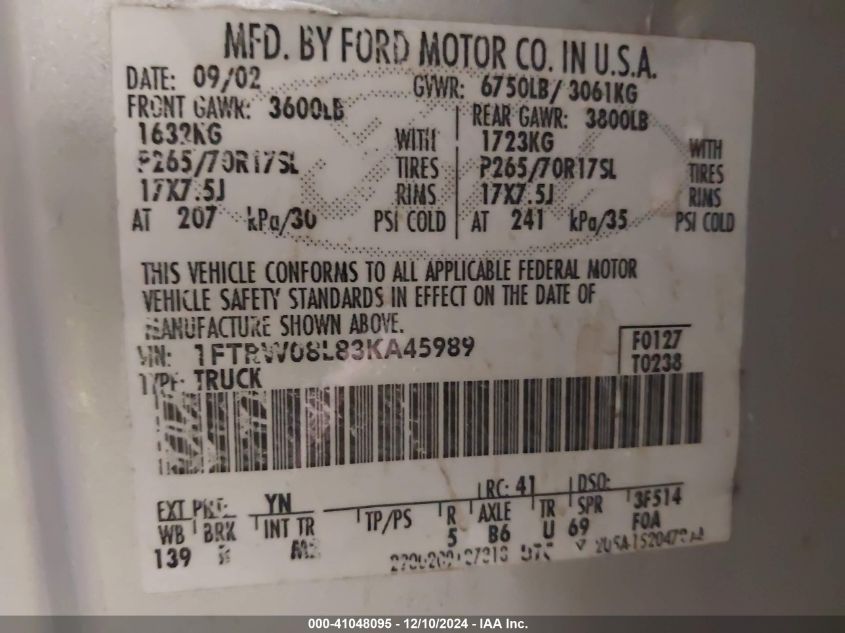 MFD. BY FORD MOTOR CO. IN U.S.A.
DATE: 09/02 GVWR: 6750LB/ 3061KG
FRONT GAWR: 3600LB REAR GAWR: 3800LB
1632KG WITH 1723KG WITH
P265/70R17SL TIRES P265/70R17SL TIRES
17X7.5J RIMS 17X7.5J RIMS
AT 207 kPa/30 PSI COLD AT 241 kPa/35 PSI COLD
THIS VEHICLE CONFORMS TO ALL APPLICABLE FEDERAL MOTOR
VEHICLE SAFETY STANDARDS IN EFFECT ON THE DATE OF
MANUFACTURE SHOWN ABOVE.
VIN: 1FTRW08L83KA45989 F0127
TYPE: TRUCK T0238
EXT PNT: YN RC: 41 DSO:
WB BRK INT TR TP/PS R AXLE TR SPR 3F514
139 5 B6 U 69 FOA
000-41048095 - 12/10/2024 - IAA Inc.